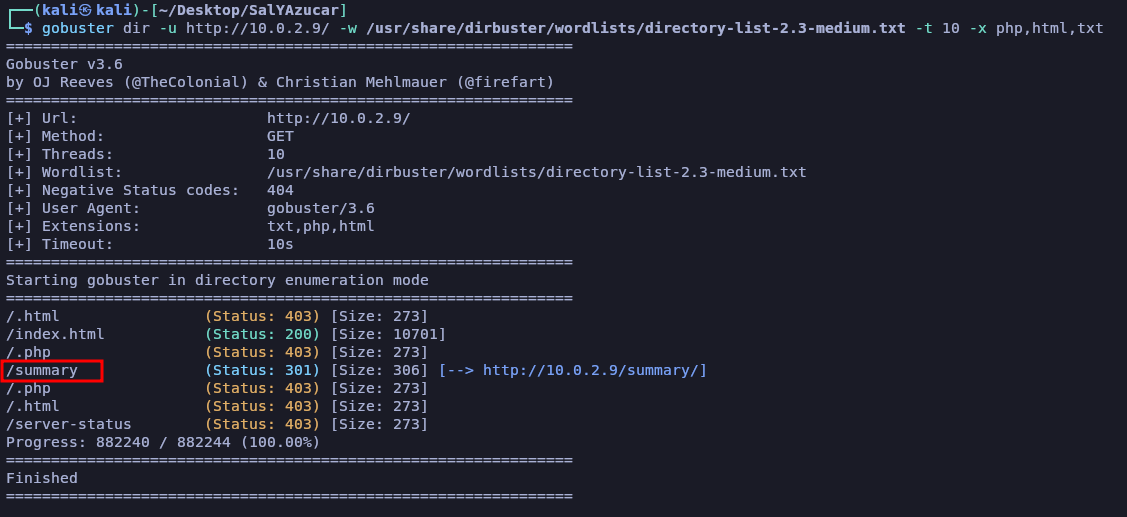 ┌──(kali㉿kali)-[~/Desktop/SalYAzucar]
└─$ gobuster dir -u http://10.0.2.9/ -w /usr/share/dirbuster/wordlists/directory-list-2.3-medium.txt -t 10 -x php,html,txt
===============================================================
Gobuster v3.6
by OJ Reeves (@TheColonial) & Christian Mehlmauer (@firefart)
===============================================================
[+] Url:                     http://10.0.2.9/
[+] Method:                  GET
[+] Threads:                 10
[+] Wordlist:                /usr/share/dirbuster/wordlists/directory-list-2.3-medium.txt
[+] Negative Status codes:   404
[+] User Agent:              gobuster/3.6
[+] Extensions:              txt,php,html
[+] Timeout:                 10s
===============================================================
Starting gobuster in directory enumeration mode
===============================================================
/.html                (Status: 403) [Size: 273]
/index.html           (Status: 200) [Size: 10701]
/.php                 (Status: 403) [Size: 273]
/summary              (Status: 301) [Size: 306] [--> http://10.0.2.9/summary/]
/.php                 (Status: 403) [Size: 273]
/.html                (Status: 403) [Size: 273]
/server-status        (Status: 403) [Size: 273]
Progress: 882240 / 882244 (100.00%)
===============================================================
Finished
===============================================================